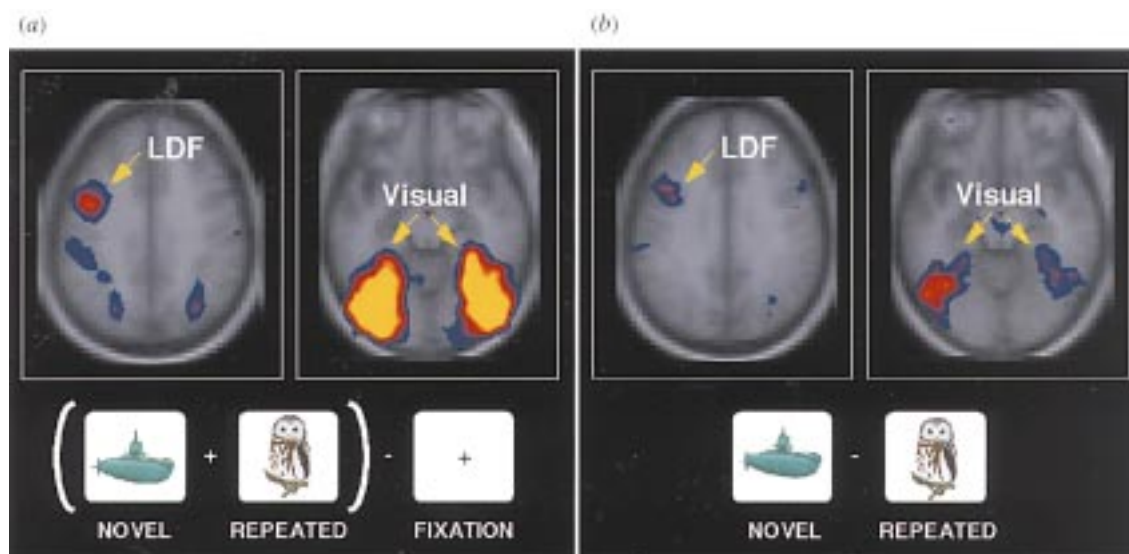 (a)
(b)
LDF
Visual
LDF
Visual
( + ) - +
NOVEL REPEATED FIXATION
-
NOVEL REPEATED